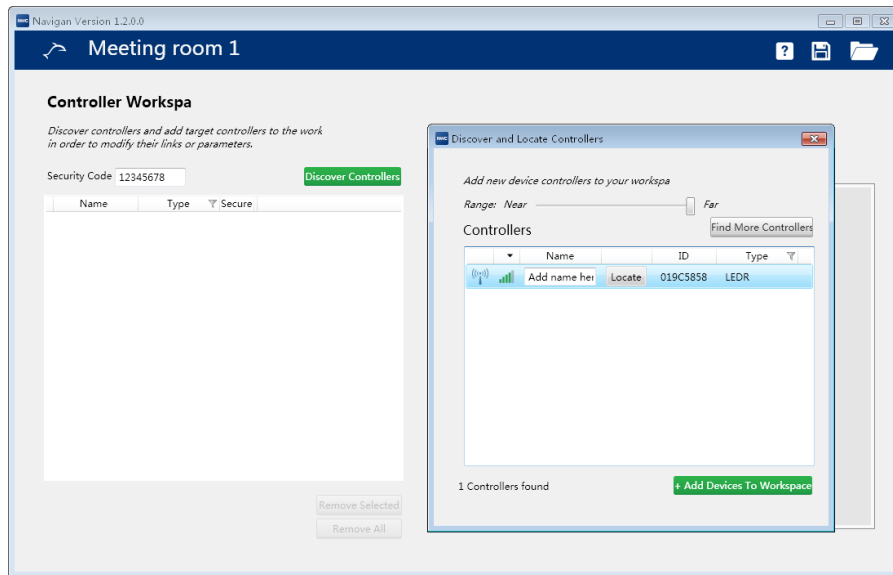 Navigan Version 1.2.0.0
Meeting room 1
Controller Workspa
Discover controllers and add target controllers to the work
in order to modify their links or parameters.
Security Code 12345678 Discover Controllers
Name Type Secure
Remove Selected
Remove All
Discover and Locate Controllers
Add new device controllers to your workspa
Range: Near Far
Controllers Find More Controllers
Name ID Type
Add name her Locate 019C5858 LEDR
1 Controllers found + Add Devices To Workspace